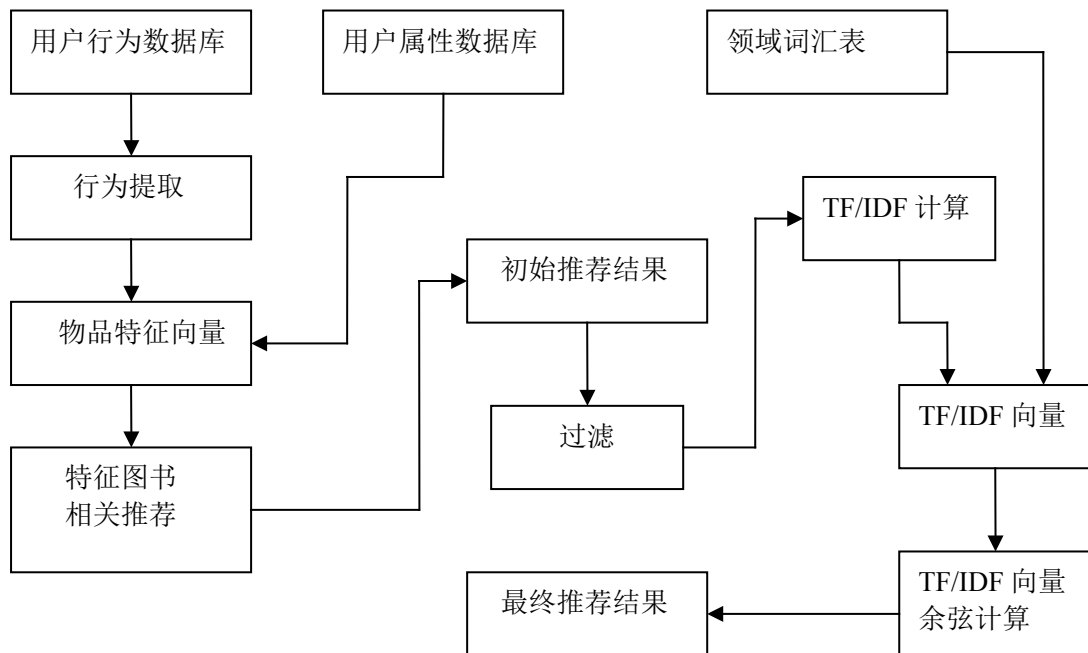 用户行为数据库
用户属性数据库
领域词汇表
行为提取
TF/IDF 计算
初始推荐结果
物品特征向量
过滤
TF/IDF 向量
特征图书
相关推荐
最终推荐结果
TF/IDF 向量
余弦计算